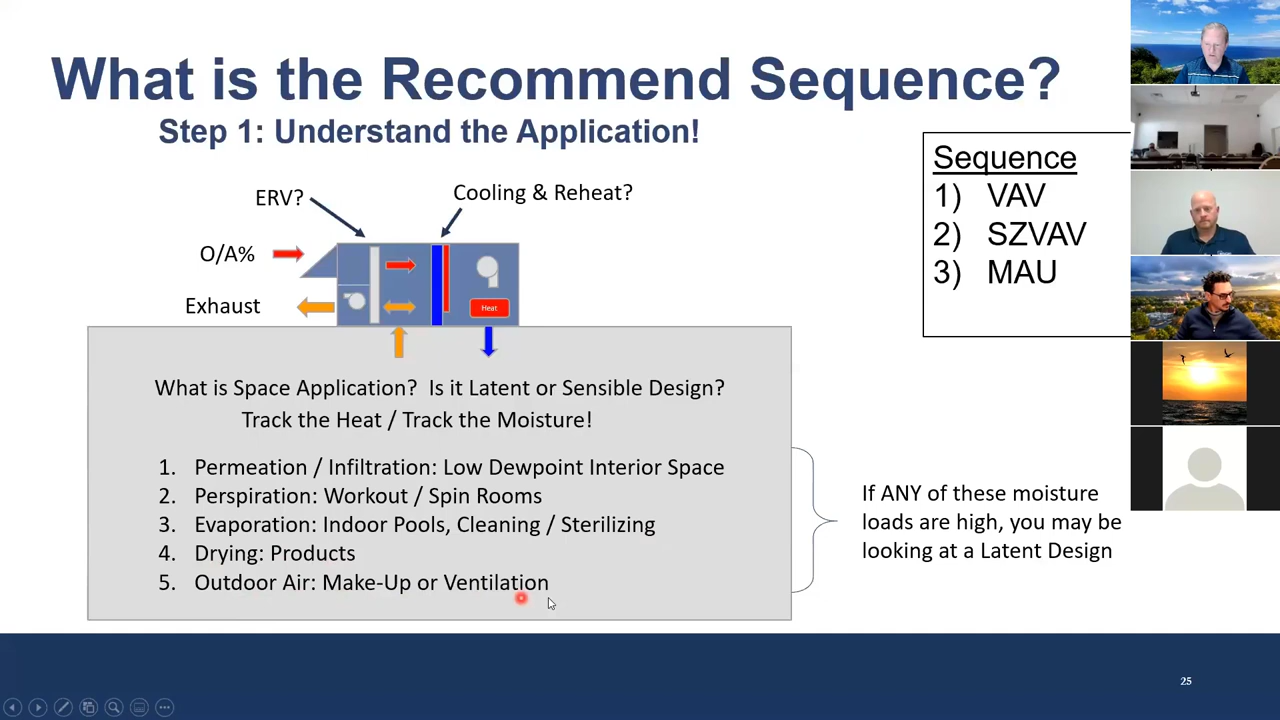 What is the Recommend Sequence?
Step 1: Understand the Application!
Sequence
1) VAV
2) SZVAV
3) MAU
ERV?
Cooling & Reheat?
O/A%
Exhaust
Heat
What is Space Application? Is it Latent or Sensible Design?
Track the Heat / Track the Moisture!
1. Permeation / Infiltration: Low Dewpoint Interior Space
2. Perspiration: Workout / Spin Rooms
3. Evaporation: Indoor Pools, Cleaning / Sterilizing
4. Drying: Products
5. Outdoor Air: Make-Up or Ventilation
If ANY of these moisture
loads are high, you may be
looking at a Latent Design
25